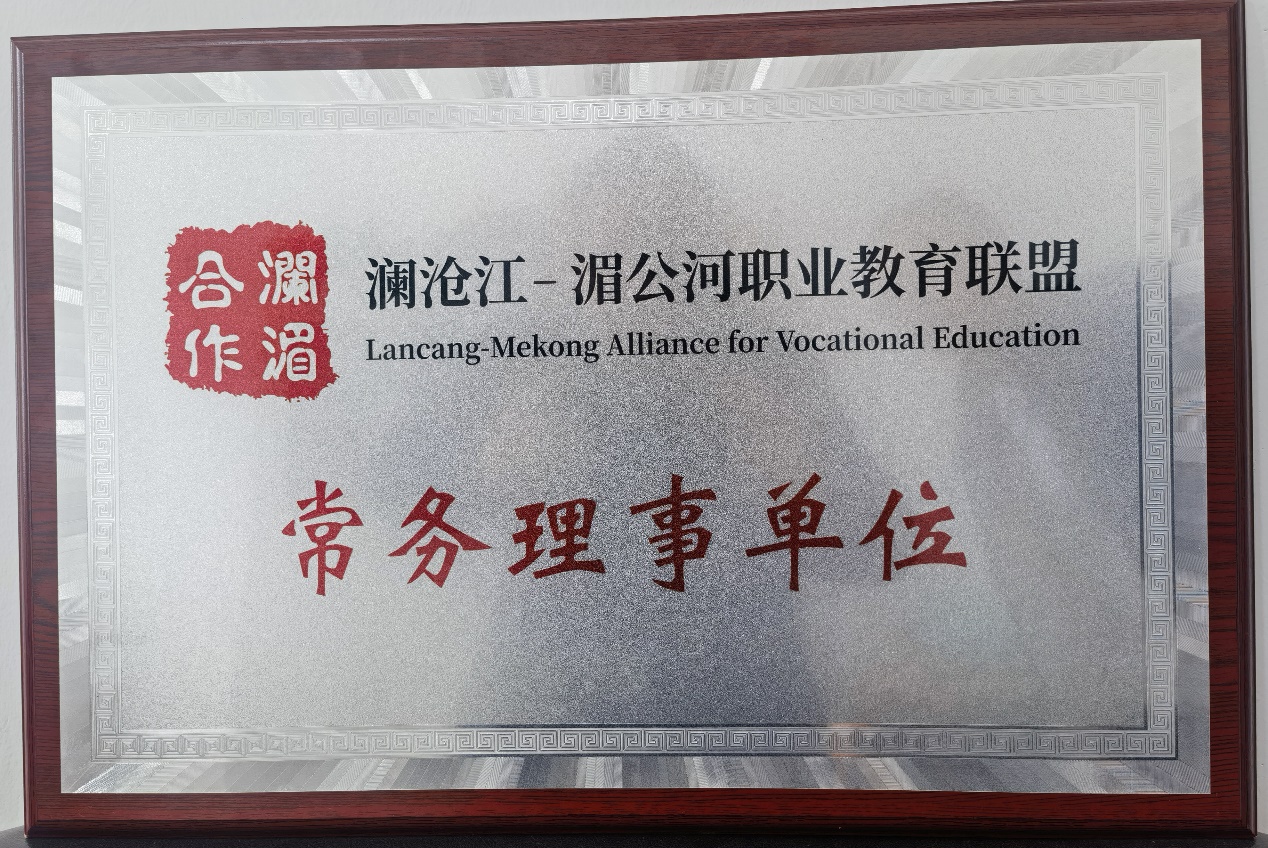 澜湄合作
澜沧江-湄公河职业教育联盟
Lancang-Mekong Alliance for Vocational Education
常务理事单位